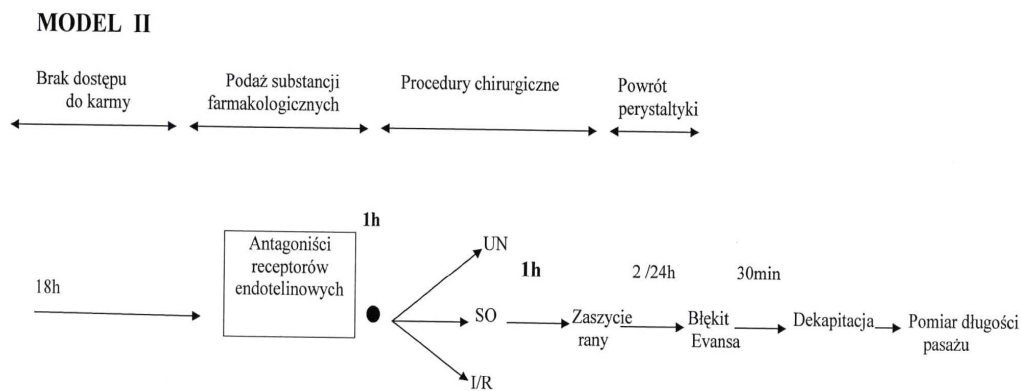 MODEL II
Brak dostępu
do karmy
Podaż substancji
farmakologicznych
Procedury chirurgiczne
Powrót
perystaltyki
18h
Antagoniści
receptorów
endotelinowych
1h
UN
SO
I/R
1h
Zaszycie
rany
2 /24h
Błękit
Evansa
30min
Dekapitacja
Pomiar długości
pasażu